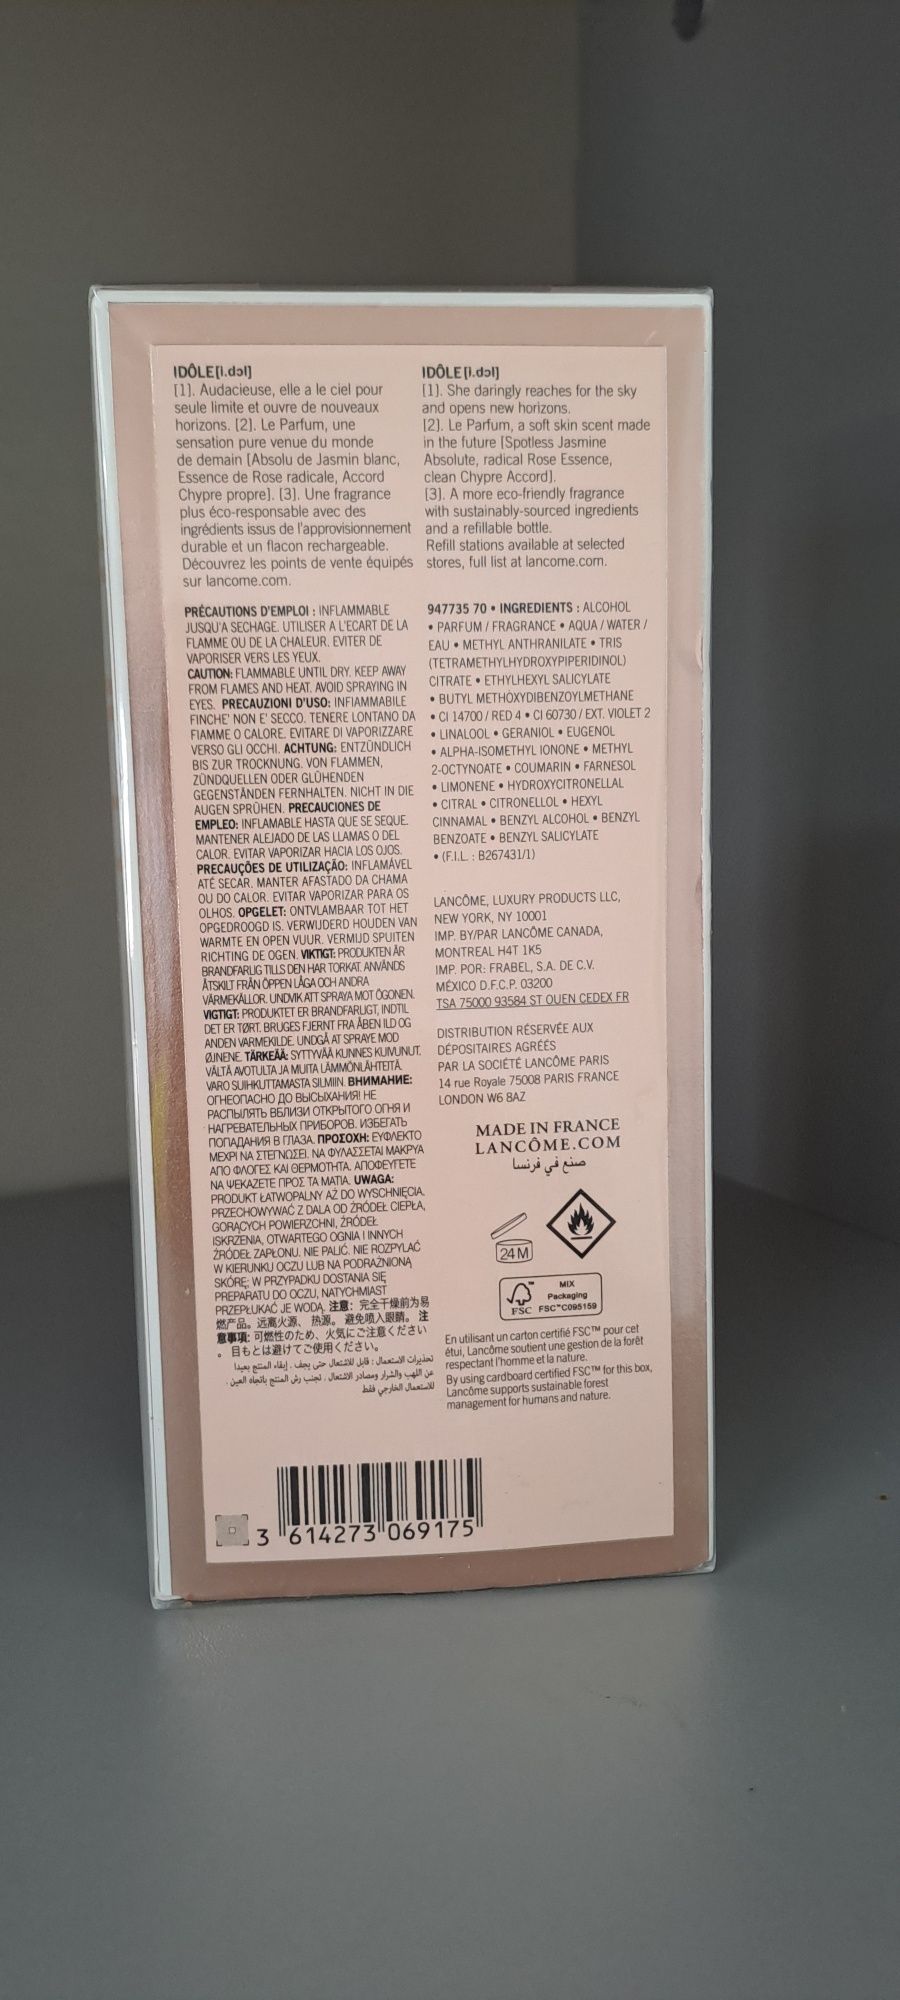 IDÔLE[i.dɔl]
[1]. Audacieuse, elle a le ciel pour
seule limite et ouvre de nouveaux
horizons. [2]. Le Parfum, une
sensation pure venue du monde
de demain [Absolu de Jasmin blanc,
Essence de Rose radicale, Accord
Chypre propre]. [3]. Une fragrance
plus éco-responsable avec des
ingrédients issus de l'approvisionnement
durable et un flacon rechargeable.
Découvrez les points de vente équipés
sur lancome.com.
IDÔLE[i.dɔl]
[1]. She daringly reaches for the sky
and opens new horizons.
[2]. Le Parfum, a soft skin scent made
in the future [Spotless Jasmine
Absolute, radical Rose Essence,
clean Chypre Accord].
[3]. A more eco-friendly fragrance
with sustainably-sourced ingredients
and a refillable bottle.
Refill stations available at selected
stores, full list at lancome.com.
PRÉCAUTIONS D'EMPLOI : INFLAMMABLE
JUSQU'A SECHAGE. UTILISER A L'ECART DE LA
FLAMME OU DE LA CHALEUR. EVITER DE
VAPORISER VERS LES YEUX.
CAUTION: FLAMMABLE UNTIL DRY. KEEP AWAY
FROM FLAMES AND HEAT. AVOID SPRAYING IN
EYES. PRECAUZIONI D'USO: INFIAMMABILE
FINCHE' NON E' SECCO. TENERE LONTANO DA
FIAMME O CALORE. EVITARE DI VAPORIZZARE
VERSO GLI OCCHI. ACHTUNG: ENTZÜNDLICH
BIS ZUR TROCKNUNG. VON FLAMMEN,
ZÜNDQUELLEN ODER GLÜHENDEN
GEGENSTÄNDEN FERNHALTEN. NICHT IN DIE
AUGEN SPRÜHEN. PRECAUCIONES DE
EMPLEO: INFLAMABLE HASTA QUE SE SEQUE.
MANTENER ALEJADO DE LAS LLAMAS O DEL
CALOR. EVITAR VAPORIZAR HACIA LOS OJOS.
PRECAUÇÕES DE UTILIZAÇÃO: INFLAMÁVEL
ATÉ SECAR. MANTER AFASTADO DA CHAMA
OU DO CALOR. EVITAR VAPORIZAR PARA OS
OLHOS. OPGELET: ONTVLAMBAAR TOT HET
OPGEDROOGD IS. VERWIJDERD HOUDEN VAN
WARMTE EN OPEN VUUR. VERMIJD SPUITEN
RICHTING DE OGEN. VIKTIGT: PRODUKTEN ÄR
BRANDFARLIG TILLS DEN HAR TORKAT. ANVÄNDS
ÅTSKILT FRÅN ÖPPEN LÅGA OCH ANDRA
VÄRMEKÄLLOR. UNDVIK ATT SPRAYA MOT ÖGONEN.
VIGTIGT: PRODUKTET ER BRANDFARLIGT, INDTIL
DET ER TØRT. BRUGES FJERNT FRA ÅBEN ILD OG
ANDEN VARMEKILDE. UNDGÅ AT SPRAYE MOD
ØJNENE. TÄRKEÄÄ: SYTTYVÄÄ KUNNES KUIVUNUT.
VÄLTÄ AVOTULTA JA MUITA LÄMMÖNLÄHTEITÄ.
VARO SUIHKUTTAMASTA SILMIIN. ВНИМАНИЕ:
ОГНЕОПАСНО ДО ВЫСЫХАНИЯ! НЕ
РАСПЫЛЯТЬ ВБЛИЗИ ОТКРЫТОГО ОГНЯ И
НАГРЕВАТЕЛЬНЫХ ПРИБОРОВ. ИЗБЕГАТЬ
ПОПАДАНИЯ В ГЛАЗА. ΠΡΟΣΟΧΗ: ΕΥΦΛΕΚΤΟ
ΜΕΧΡΙ ΝΑ ΣΤΕΓΝΩΣΕΙ. ΝΑ ΦΥΛΑΣΣΕΤΑΙ ΜΑΚΡΥΑ
ΑΠΟ ΦΛΟΓΕΣ ΚΑΙ ΘΕΡΜΟΤΗΤΑ. ΑΠΟΦΕΥΓΕΤΕ
ΝΑ ΨΕΚΑΖΕΤΕ ΠΡΟΣ ΤΑ ΜΑΤΙΑ. UWAGA:
PRODUKT ŁATWOPALNY AŻ DO WYSCHNIĘCIA.
PRZECHOWYWAĆ Z DALA OD ŹRÓDEŁ CIEPŁA,
GORĄCYCH POWIERZCHNI, ŹRÓDEŁ
ISKRZENIA, OTWARTEGO OGNIA I INNYCH
ŹRÓDEŁ ZAPŁONU. NIE PALIĆ. NIE ROZPYLAĆ
W KIERUNKU OCZU LUB NA PODRAŻNIONĄ
SKÓRĘ; W PRZYPADKU DOSTANIA SIĘ
PREPARATU DO OCZU, NATYCHMIAST
PRZEPŁUKAĆ JE WODĄ. 注意：完全干燥前为易
燃产品。远离火源、热源。避免喷入眼睛。注
意事項: 可燃性のため、火気にご注意ください
。目もとは避けてご使用ください。
تحذيرات الاستعمال : قابل للاشتعال حتى يجف . إبقاء المنتج بعيدا
عن اللهب والشرار ومصادر الاشتعال . تجنب رش المنتج باتجاه العين .
للاستعمال الخارجي فقط
947735 70 • INGREDIENTS : ALCOHOL
• PARFUM / FRAGRANCE • AQUA / WATER /
EAU • METHYL ANTHRANILATE • TRIS
(TETRAMETHYLHYDROXYPIPERIDINOL)
CITRATE • ETHYLHEXYL SALICYLATE
• BUTYL METHOXYDIBENZOYLMETHANE
• CI 14700 / RED 4 • CI 60730 / EXT. VIOLET 2
• LINALOOL • GERANIOL • EUGENOL
• ALPHA-ISOMETHYL IONONE • METHYL
2-OCTYNOATE • COUMARIN • FARNESOL
• LIMONENE • HYDROXYCITRONELLAL
• CITRAL • CITRONELLOL • HEXYL
CINNAMAL • BENZYL ALCOHOL • BENZYL
BENZOATE • BENZYL SALICYLATE
• (F.I.L. : B267431/1)
LANCÔME, LUXURY PRODUCTS LLC,
NEW YORK, NY 10001
IMP. BY/PAR LANCÔME CANADA,
MONTREAL H4T 1K5
IMP. POR: FRABEL, S.A. DE C.V.
MÉXICO D.F.C.P. 03200
TSA 75000 93584 ST OUEN CEDEX FR
DISTRIBUTION RÉSERVÉE AUX
DÉPOSITAIRES AGRÉÉS
PAR LA SOCIÉTÉ LANCÔME PARIS
14 rue Royale 75008 PARIS FRANCE
LONDON W6 8AZ
MADE IN FRANCE
LANCÔME.COM
صنع في فرنسا
24 M
FSC™
MIX
Packaging
FSC™C095159
En utilisant un carton certifié FSC™ pour cet
étui, Lancôme soutient une gestion de la forêt
respectant l'homme et la nature.
By using cardboard certified FSC™ for this box,
Lancôme supports sustainable forest
management for humans and nature.
3 614273 069175